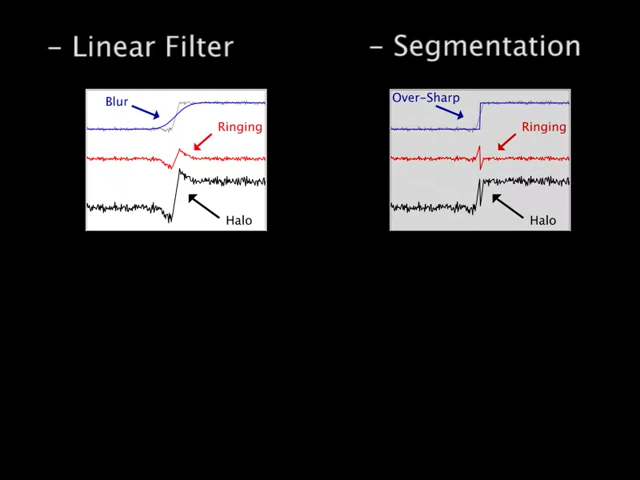 - Linear Filter
Blur
Ringing
Halo
- Segmentation
Over-Sharp
Ringing
Halo